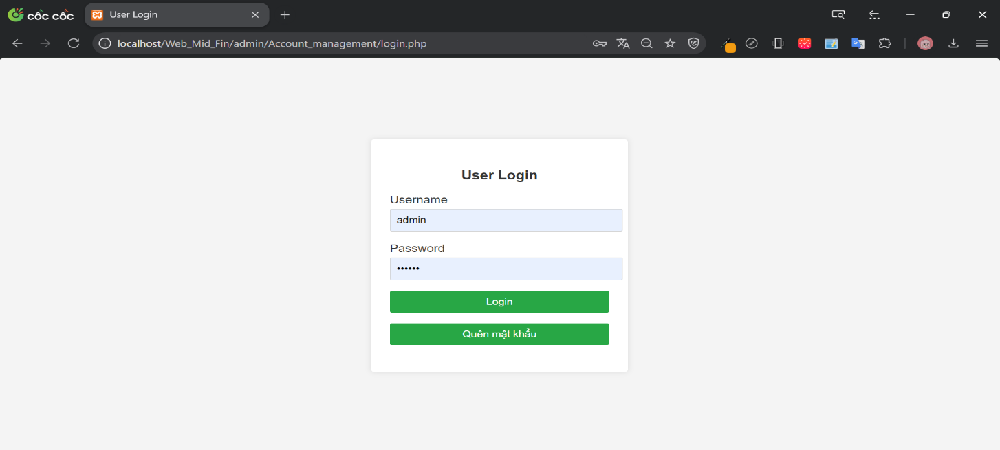 cốc cốc
User Login
localhost/Web_Mid_Fin/admin/Account_management/login.php
User Login
Username
admin
Password
••••••
Login
Quên mật khẩu